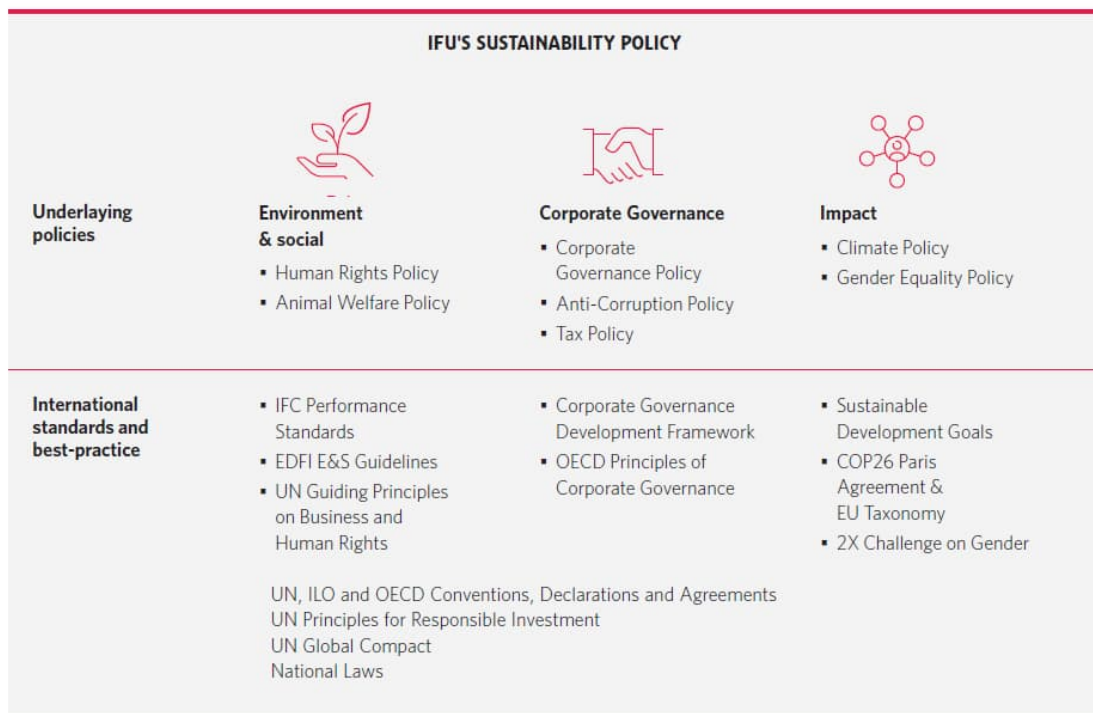 IFU'S SUSTAINABILITY POLICY
Underlaying
policies
Environment
& social
▪ Human Rights Policy
▪ Animal Welfare Policy
Corporate Governance
▪ Corporate
Governance Policy
▪ Anti-Corruption Policy
▪ Tax Policy
Impact
▪ Climate Policy
▪ Gender Equality Policy
International
standards and
best-practice
▪ IFC Performance
Standards
▪ EDFI E&S Guidelines
▪ UN Guiding Principles
on Business and
Human Rights
▪ Corporate Governance
Development Framework
▪ OECD Principles of
Corporate Governance
▪ Sustainable
Development Goals
▪ COP26 Paris
Agreement &
EU Taxonomy
▪ 2X Challenge on Gender
UN, ILO and OECD Conventions, Declarations and Agreements
UN Principles for Responsible Investment
UN Global Compact
National Laws